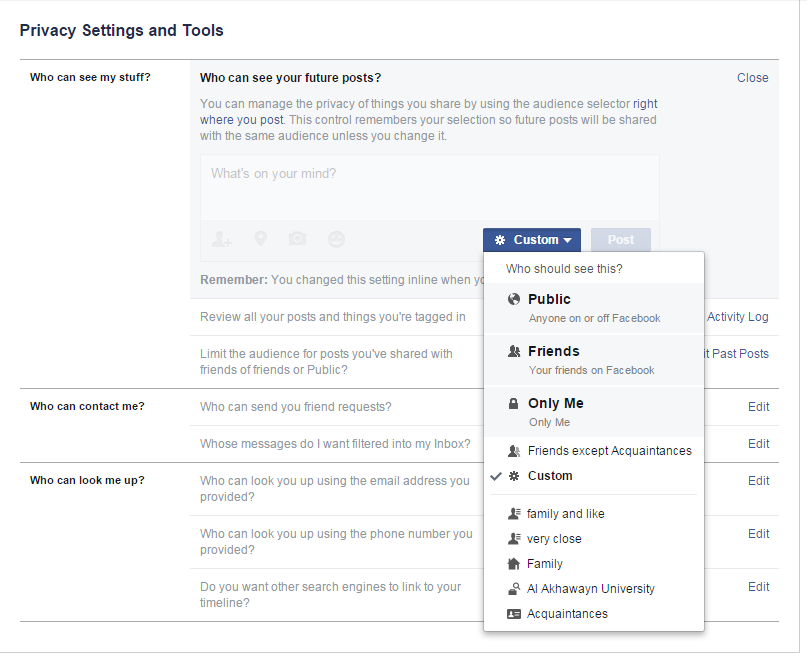 Privacy Settings and Tools
Who can see my stuff?
Who can see your future posts?
Close
You can manage the privacy of things you share by using the audience selector right
where you post. This control remembers your selection so future posts will be shared
with the same audience unless you change it.
What's on your mind?
Custom
Post
Remember: You changed this setting inline when
Who should see this?
Public
Anyone on or off Facebook
Friends
Your friends on Facebook
Only Me
Only Me
Friends except Acquaintances
Custom
family and like
very close
Family
Al Akhawayn University
Acquaintances
Review all your posts and things you're tagged in
Activity Log
Limit the audience for posts you've shared with
friends of friends or Public?
Past Posts
Who can contact me?
Who can send you friend requests?
Edit
Whose messages do I want filtered into my Inbox?
Edit
Who can look me up?
Who can look you up using the email address you
provided?
Edit
Who can look you up using the phone number you
provided?
Edit
Do you want other search engines to link to your
timeline?
Edit